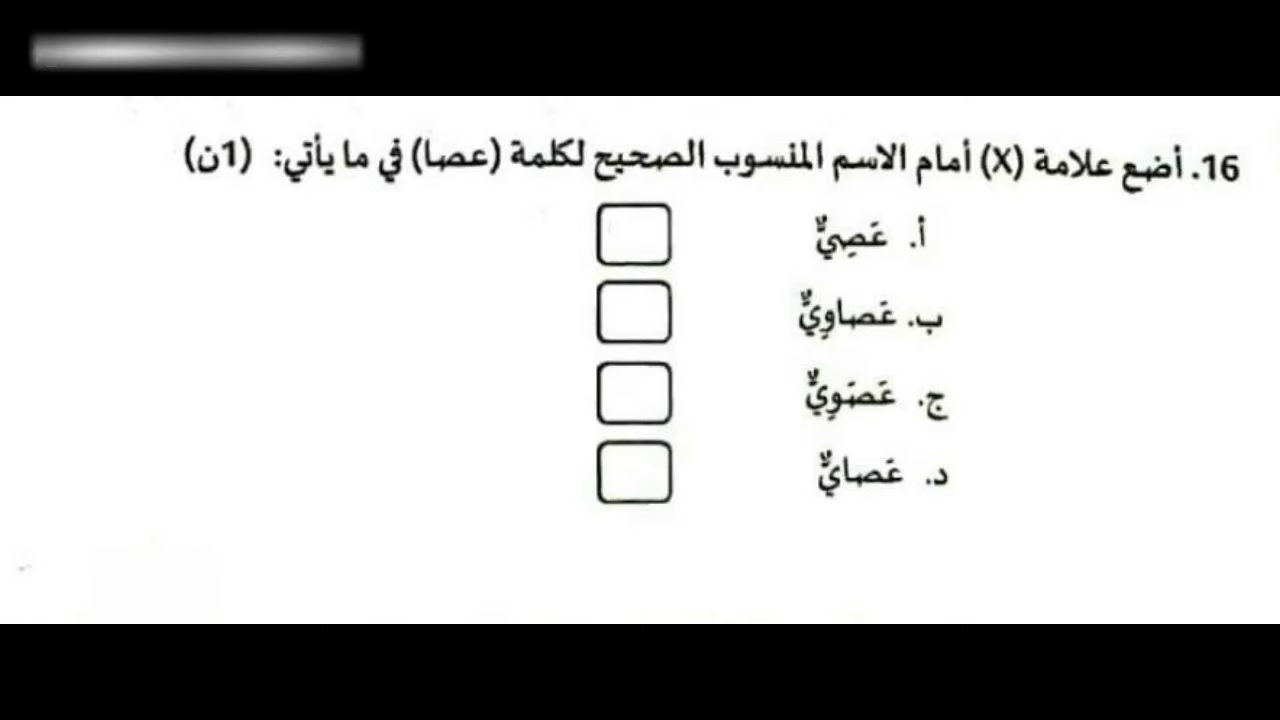 16. أضع علامة (X) أمام الاسم المنسوب الصحيح لكلمة (عصا) في ما يأتي: (1ن)
أ. عَصِيٌّ
ب. عَصاوِيٌّ
ج. عَصَوِيٌّ
د. عَصايٌّ